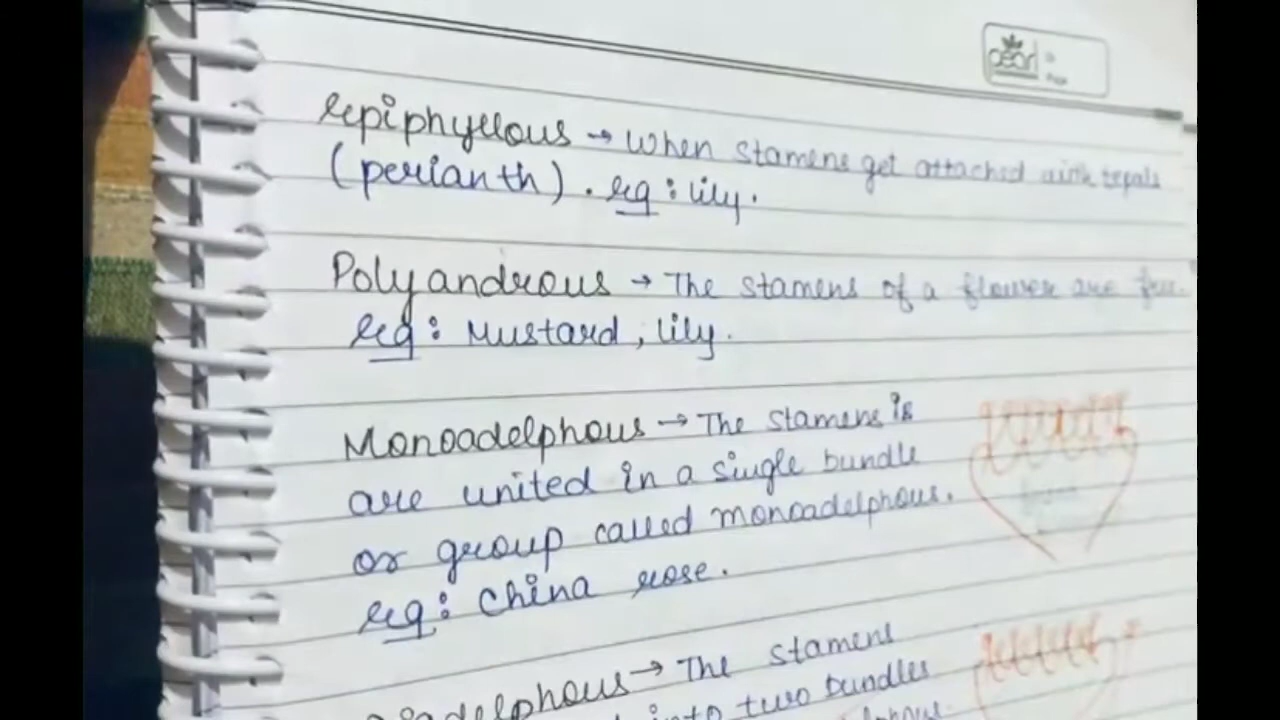 pearl
Page
Epiphyllous → When stamens get attached with tepals
(perianth). eg: lily.
Polyandrous → The stamens of a flower are free.
eg: Mustard, lily.
Monoadelphous → The stamens is
are united in a single bundle
or group called monoadelphous.
eg: China rose.
→ The stamens
into two bundles